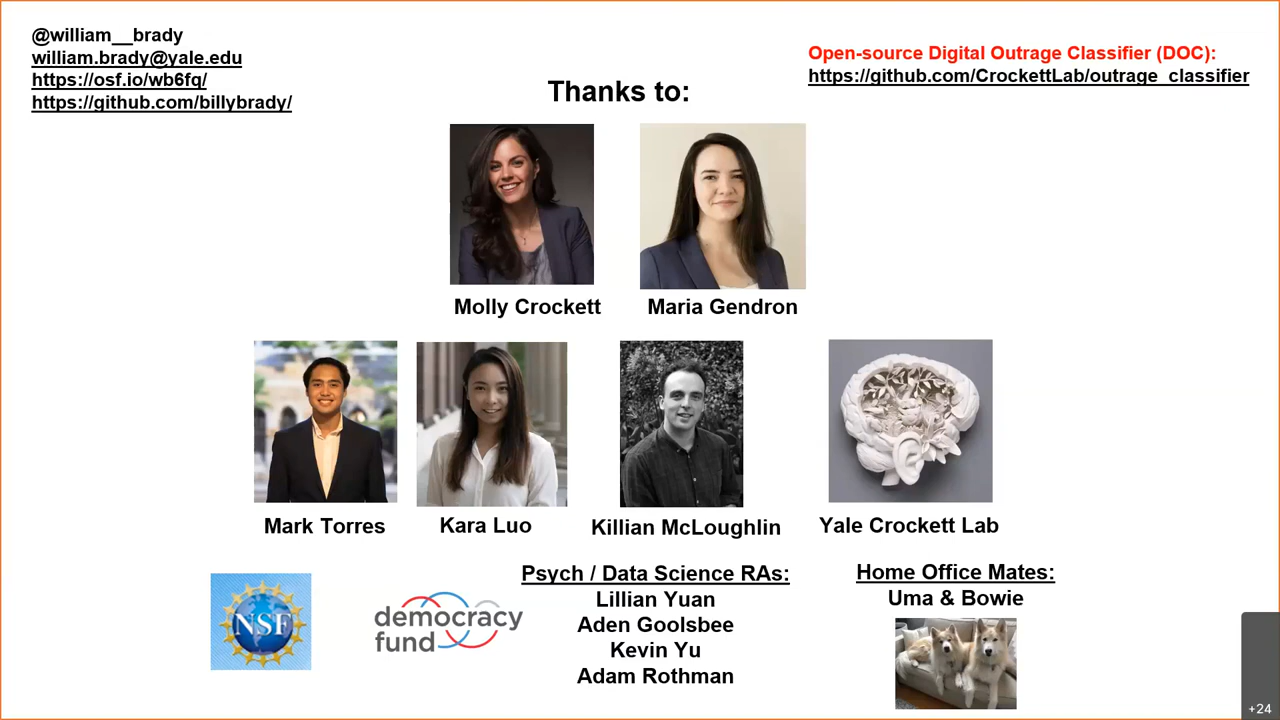 @william__brady
william.brady@yale.edu
https://osf.io/wb6fq/
https://github.com/billybrady/
Open-source Digital Outrage Classifier (DOC):
https://github.com/CrockettLab/outrage_classifier
Thanks to:
Molly Crockett
Maria Gendron
Mark Torres
Kara Luo
Killian McLoughlin
Yale Crockett Lab
NSF
democracy
fund
Psych / Data Science RAs:
Lillian Yuan
Aden Goolsbee
Kevin Yu
Adam Rothman
Home Office Mates:
Uma & Bowie
+24